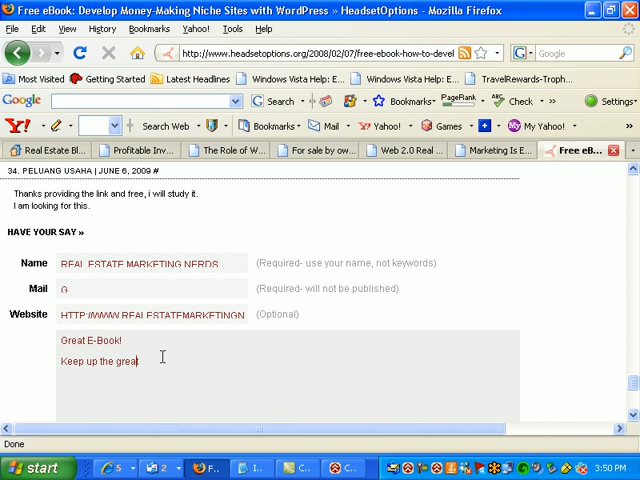 Free eBook: Develop Money-Making Niche Sites with WordPress » HeadsetOptions - Mozilla Firefox
File Edit View History Bookmarks Yahoo! Tools Help
http://www.headsetoptions.org/2008/02/07/free-ebook-how-to-devel
Google
Most Visited Getting Started Latest Headlines Windows Vista Help: E... Windows Vista Help: E... TravelRewards-Troph...
Google Search Bookmarks PageRank Check Settings
Y! Search Web Bookmarks Mail Yahoo! Games My Yahoo!
Real Estate Bl... Profitable Inv... The Role of W... For sale by ow... Web 2.0 Real ... Marketing Is E... Free eB...
34. PELUANG USAHA | JUNE 6, 2009 #
Thanks providing the link and free, i will study it.
I am looking for this.
HAVE YOUR SAY »
Name REAL ESTATE MARKETING NERDS (Required- use your name, not keywords)
Mail G (Required- will not be published)
Website HTTP://WWW.REALESTATEMARKETINGN (Optional)
Great E-Book!
Keep up the great
Done
start 5 2 F... I... C... C... 3:50 PM